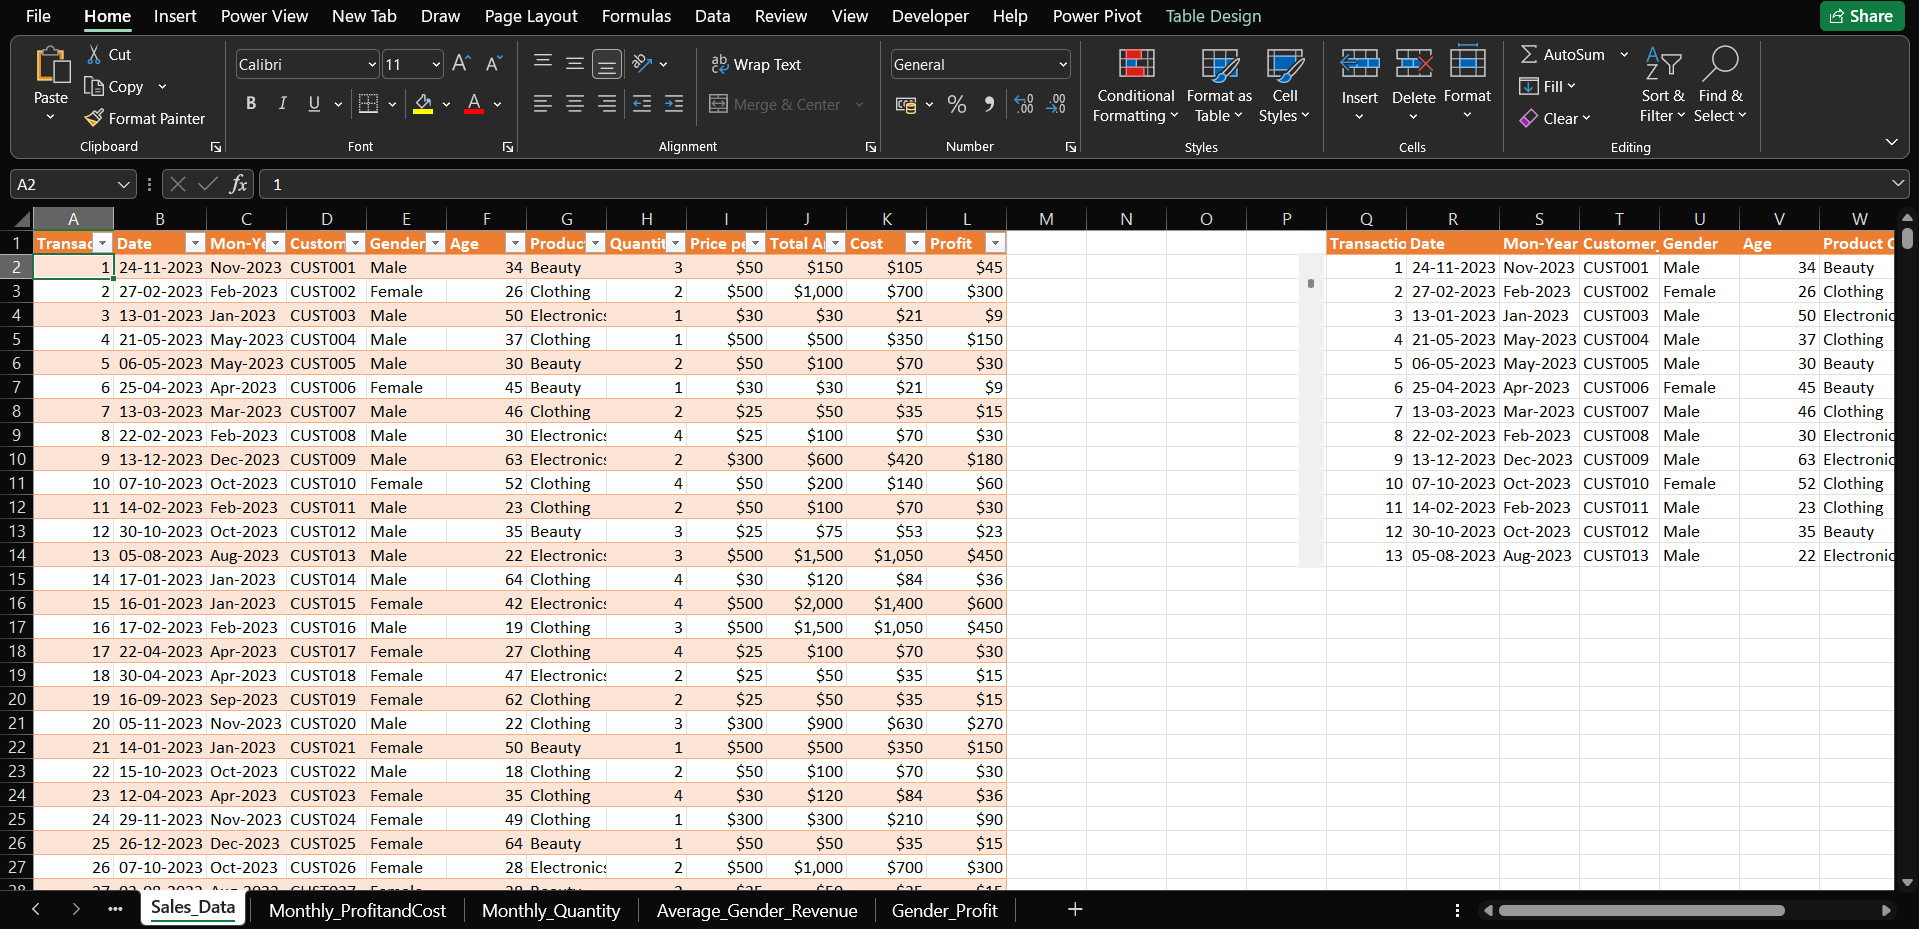 File Home Insert Power View New Tab Draw Page Layout Formulas Data Review View Developer Help Power Pivot Table Design Share
Paste Cut Copy Format Painter Clipboard
Calibri 11 B I U A Font
ab Wrap Text Merge & Center Alignment
General % Number
Conditional Formatting Format as Table Cell Styles Styles
Insert Delete Format Cells
AutoSum Fill Clear Sort & Filter Find & Select Editing
A2 fx 1
A B C D E F G H I J K L M N O P Q R S T U V W
1 Transac Date Mon-Ye Custom Gender Age Produc Quantit Price pe Total A Cost Profit Transactio Date Mon-Year Customer_ Gender Age Product C
2 1 24-11-2023 Nov-2023 CUST001 Male 34 Beauty 3 $50 $150 $105 $45 1 24-11-2023 Nov-2023 CUST001 Male 34 Beauty
3 2 27-02-2023 Feb-2023 CUST002 Female 26 Clothing 2 $500 $1,000 $700 $300 2 27-02-2023 Feb-2023 CUST002 Female 26 Clothing
4 3 13-01-2023 Jan-2023 CUST003 Male 50 Electronics 1 $30 $30 $21 $9 3 13-01-2023 Jan-2023 CUST003 Male 50 Electronic
5 4 21-05-2023 May-2023 CUST004 Male 37 Clothing 1 $500 $500 $350 $150 4 21-05-2023 May-2023 CUST004 Male 37 Clothing
6 5 06-05-2023 May-2023 CUST005 Male 30 Beauty 2 $50 $100 $70 $30 5 06-05-2023 May-2023 CUST005 Male 30 Beauty
7 6 25-04-2023 Apr-2023 CUST006 Female 45 Beauty 1 $30 $30 $21 $9 6 25-04-2023 Apr-2023 CUST006 Female 45 Beauty
8 7 13-03-2023 Mar-2023 CUST007 Male 46 Clothing 2 $25 $50 $35 $15 7 13-03-2023 Mar-2023 CUST007 Male 46 Clothing
9 8 22-02-2023 Feb-2023 CUST008 Male 30 Electronics 4 $25 $100 $70 $30 8 22-02-2023 Feb-2023 CUST008 Male 30 Electronic
10 9 13-12-2023 Dec-2023 CUST009 Male 63 Electronics 2 $300 $600 $420 $180 9 13-12-2023 Dec-2023 CUST009 Male 63 Electronic
11 10 07-10-2023 Oct-2023 CUST010 Female 52 Clothing 4 $50 $200 $140 $60 10 07-10-2023 Oct-2023 CUST010 Female 52 Clothing
12 11 14-02-2023 Feb-2023 CUST011 Male 23 Clothing 2 $50 $100 $70 $30 11 14-02-2023 Feb-2023 CUST011 Male 23 Clothing
13 12 30-10-2023 Oct-2023 CUST012 Male 35 Beauty 3 $25 $75 $53 $23 12 30-10-2023 Oct-2023 CUST012 Male 35 Beauty
14 13 05-08-2023 Aug-2023 CUST013 Male 22 Electronics 3 $500 $1,500 $1,050 $450 13 05-08-2023 Aug-2023 CUST013 Male 22 Electronic
15 14 17-01-2023 Jan-2023 CUST014 Male 64 Clothing 4 $30 $120 $84 $36
16 15 16-01-2023 Jan-2023 CUST015 Female 42 Electronics 4 $500 $2,000 $1,400 $600
17 16 17-02-2023 Feb-2023 CUST016 Male 19 Clothing 3 $500 $1,500 $1,050 $450
18 17 22-04-2023 Apr-2023 CUST017 Female 27 Clothing 4 $25 $100 $70 $30
19 18 30-04-2023 Apr-2023 CUST018 Female 47 Electronics 2 $25 $50 $35 $15
20 19 16-09-2023 Sep-2023 CUST019 Female 62 Clothing 2 $25 $50 $35 $15
21 20 05-11-2023 Nov-2023 CUST020 Male 22 Clothing 3 $300 $900 $630 $270
22 21 14-01-2023 Jan-2023 CUST021 Female 50 Beauty 1 $500 $500 $350 $150
23 22 15-10-2023 Oct-2023 CUST022 Male 18 Clothing 2 $50 $100 $70 $30
24 23 12-04-2023 Apr-2023 CUST023 Female 35 Clothing 4 $30 $120 $84 $36
25 24 29-11-2023 Nov-2023 CUST024 Female 49 Clothing 1 $300 $300 $210 $90
26 25 26-12-2023 Dec-2023 CUST025 Female 64 Beauty 1 $50 $50 $35 $15
27 26 07-10-2023 Oct-2023 CUST026 Female 28 Electronics 2 $500 $1,000 $700 $300
Sales_Data Monthly_ProfitandCost Monthly_Quantity Average_Gender_Revenue Gender_Profit